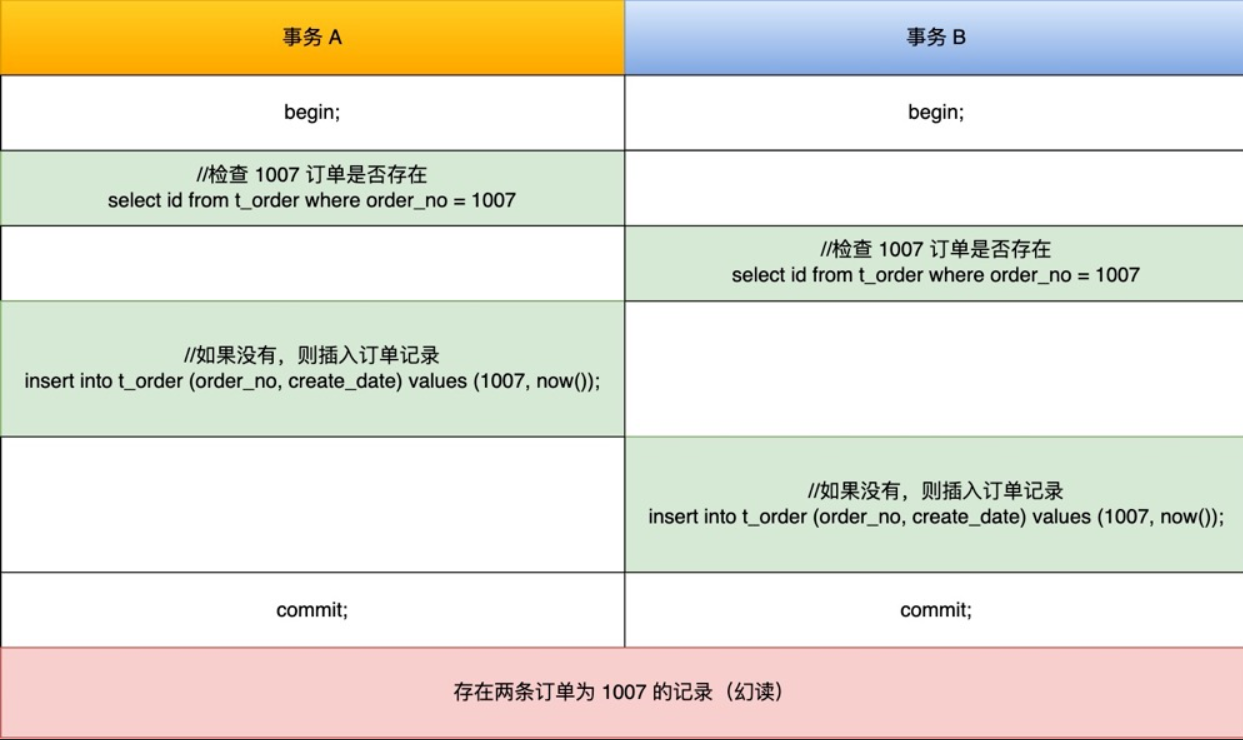 事务 A
事务 B
begin;
begin;
//检查 1007 订单是否存在
select id from t_order where order_no = 1007
//检查 1007 订单是否存在
select id from t_order where order_no = 1007
//如果没有，则插入订单记录
insert into t_order (order_no, create_date) values (1007, now());
//如果没有，则插入订单记录
insert into t_order (order_no, create_date) values (1007, now());
commit;
commit;
存在两条订单为 1007 的记录（幻读）